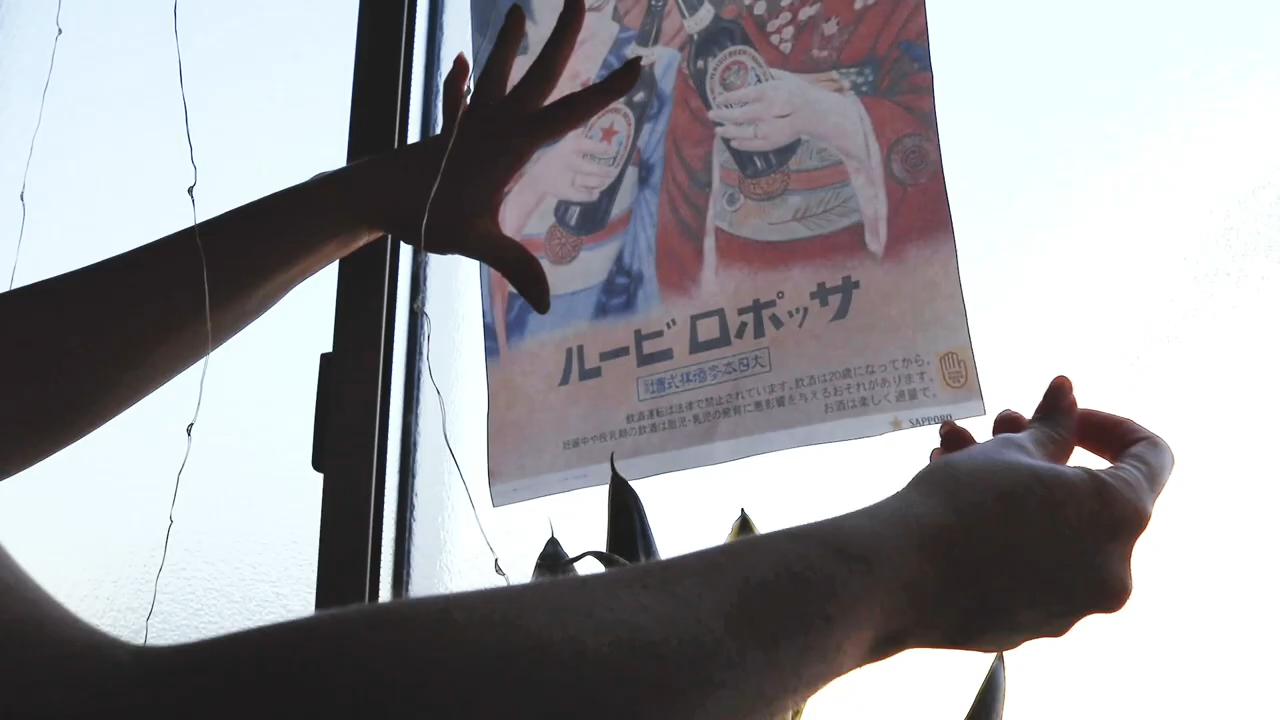 ルービロポッサ
社會式株酒麥本日大
飲酒は20歳になってから。
飲酒運転は法律で禁止されています。
妊娠中や授乳期の飲酒は胎児・乳児の発育に悪影響を与えるおそれがあります。
お酒は楽しく適量で。
SAPPORO